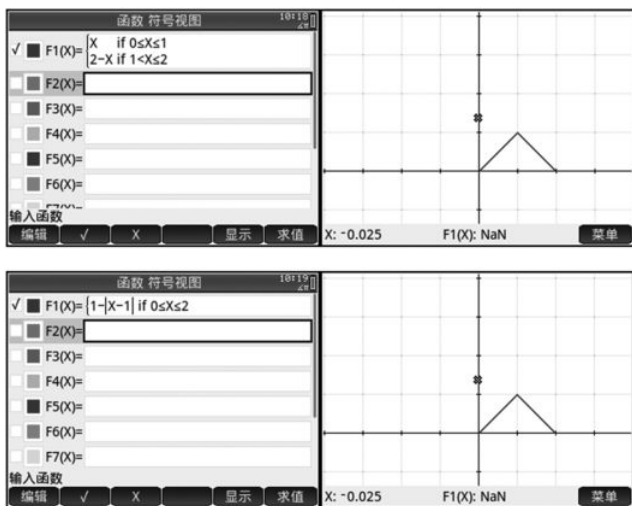 函数 符号视图
10:18
∠π
√ F1(X)= {X if 0≤X≤1
2−X if 1<X≤2
F2(X)=
F3(X)=
F4(X)=
F5(X)=
F6(X)=
输入函数
编辑 √ X 显示 求值
X: -0.025 F1(X): NaN 菜单
函数 符号视图
10:19
∠π
√ F1(X)= {1−|X−1| if 0≤X≤2
F2(X)=
F3(X)=
F4(X)=
F5(X)=
F6(X)=
F7(X)=
输入函数
编辑 √ X 显示 求值
X: -0.025 F1(X): NaN 菜单